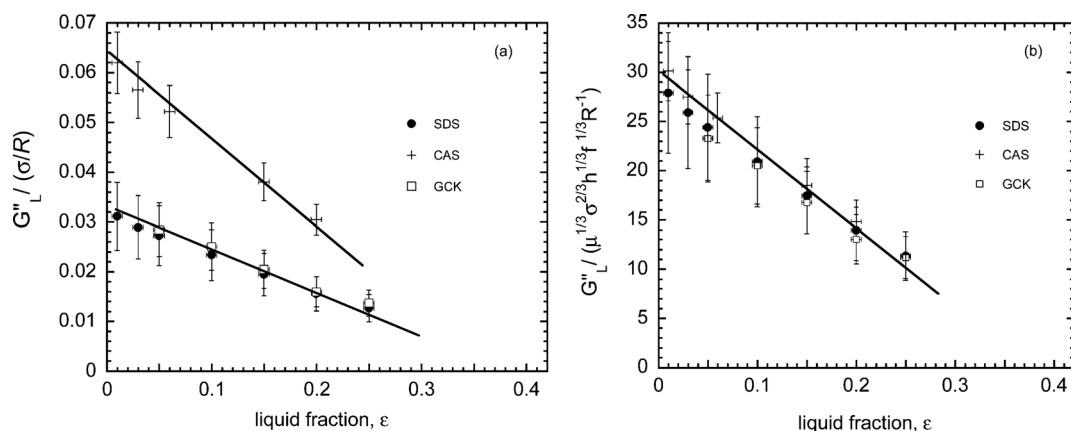 (a)
G"L / (σ/R)
0.07
0.06
0.05
0.04
0.03
0.02
0.01
0
SDS
CAS
GCK
0 0.1 0.2 0.3 0.4
liquid fraction, ε
(b)
G"L / (μ1/3σ2/3h1/3f 1/3R-1)
35
30
25
20
15
10
5
0
SDS
CAS
GCK
0 0.1 0.2 0.3 0.4
liquid fraction, ε